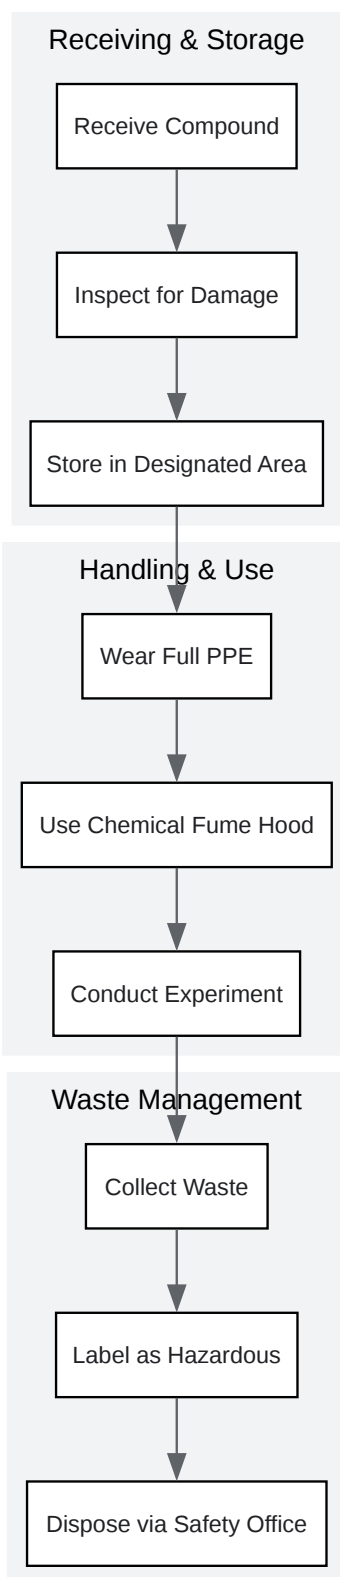 Receiving & Storage
Receive Compound
Inspect for Damage
Store in Designated Area
Handling & Use
Wear Full PPE
Use Chemical Fume Hood
Conduct Experiment
Waste Management
Collect Waste
Label as Hazardous
Dispose via Safety Office